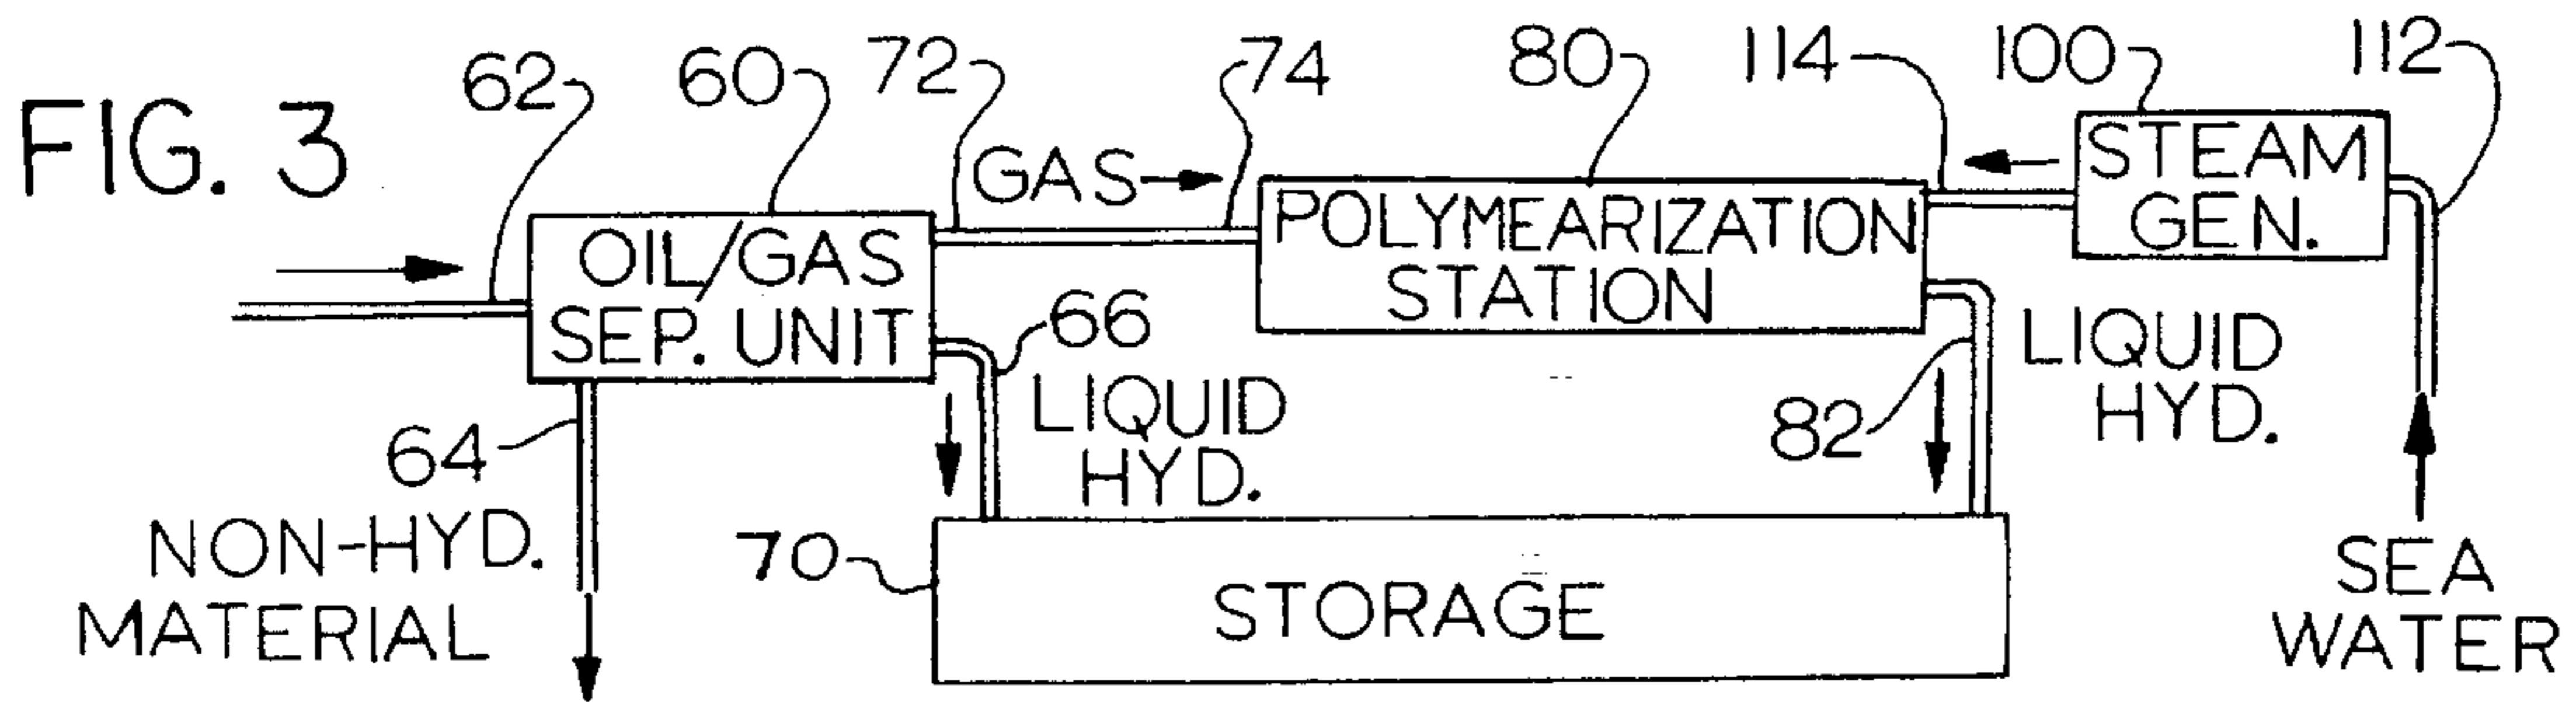 FIG. 3
62
60
72
74
80
114
100
112
GAS
OIL/GAS
SEP. UNIT
POLYMEARIZATION
STATION
STEAM
GEN.
66
LIQUID
HYD.
82
LIQUID
HYD.
64
NON-HYD.
MATERIAL
70
STORAGE
SEA
WATER